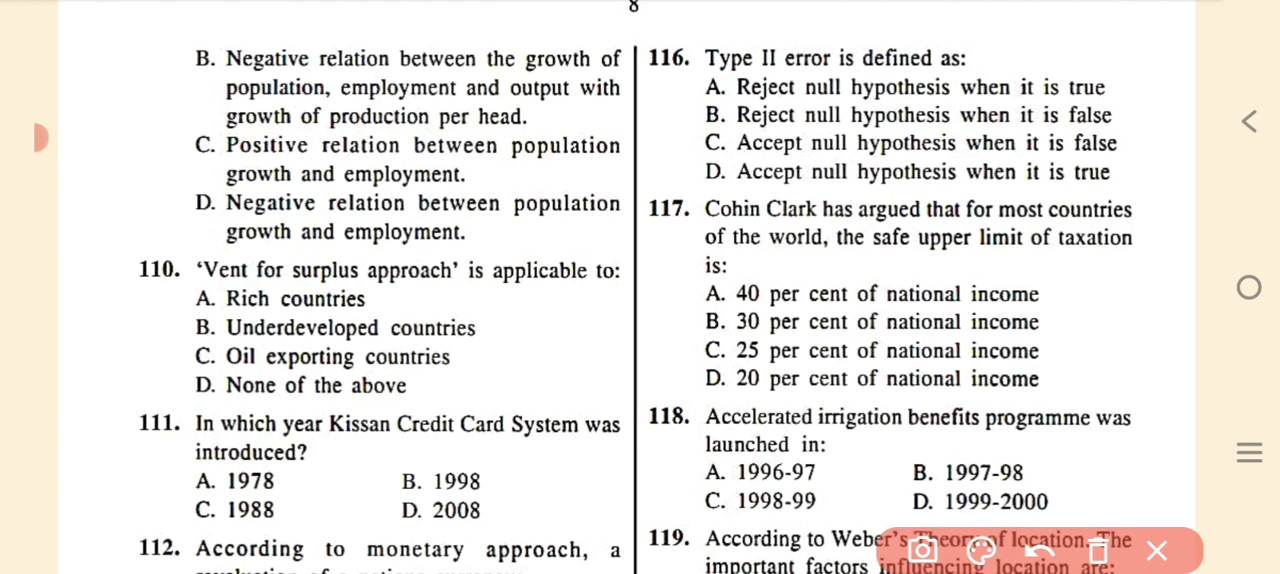 8
B. Negative relation between the growth of
population, employment and output with
growth of production per head.
C. Positive relation between population
growth and employment.
D. Negative relation between population
growth and employment.
110. ‘Vent for surplus approach’ is applicable to:
A. Rich countries
B. Underdeveloped countries
C. Oil exporting countries
D. None of the above
111. In which year Kissan Credit Card System was
introduced?
A. 1978 B. 1998
C. 1988 D. 2008
112. According to monetary approach, a
116. Type II error is defined as:
A. Reject null hypothesis when it is true
B. Reject null hypothesis when it is false
C. Accept null hypothesis when it is false
D. Accept null hypothesis when it is true
117. Cohin Clark has argued that for most countries
of the world, the safe upper limit of taxation
is:
A. 40 per cent of national income
B. 30 per cent of national income
C. 25 per cent of national income
D. 20 per cent of national income
118. Accelerated irrigation benefits programme was
launched in:
A. 1996-97 B. 1997-98
C. 1998-99 D. 1999-2000
119. According to Weber's Theory of location. The
important factors influencing location are: